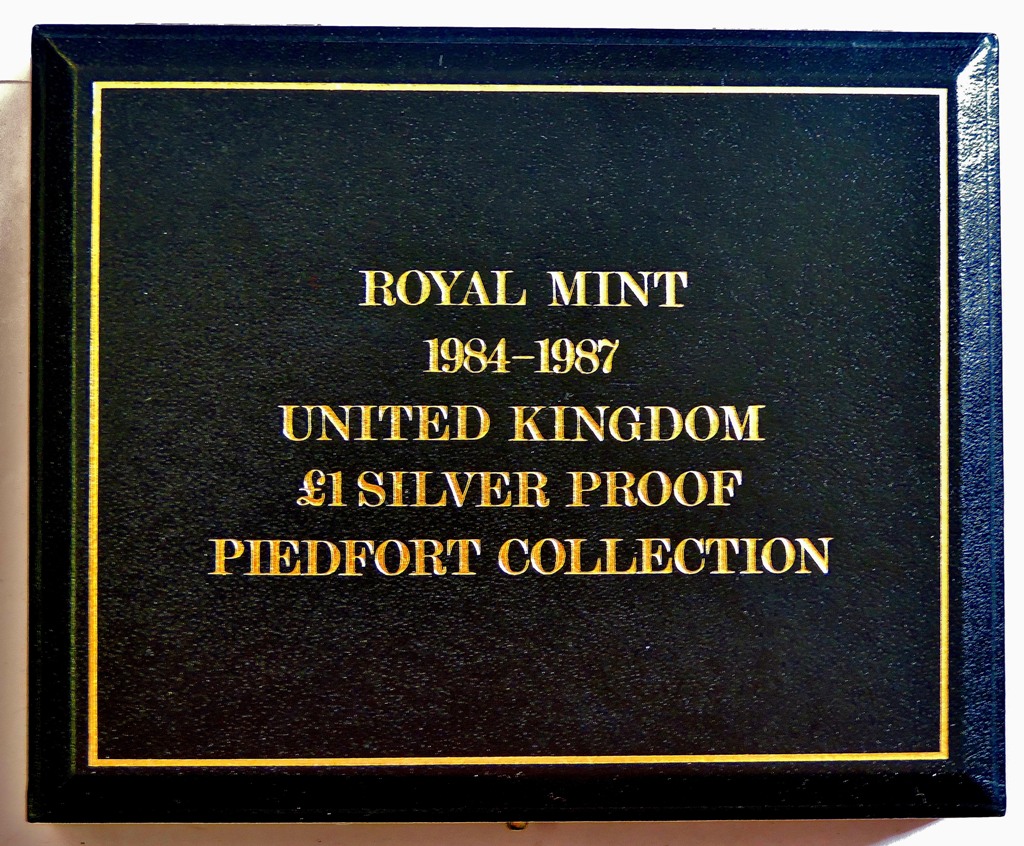 ROYAL MINT
1984–1987
UNITED KINGDOM
£1 SILVER PROOF
PIEDFORT COLLECTION